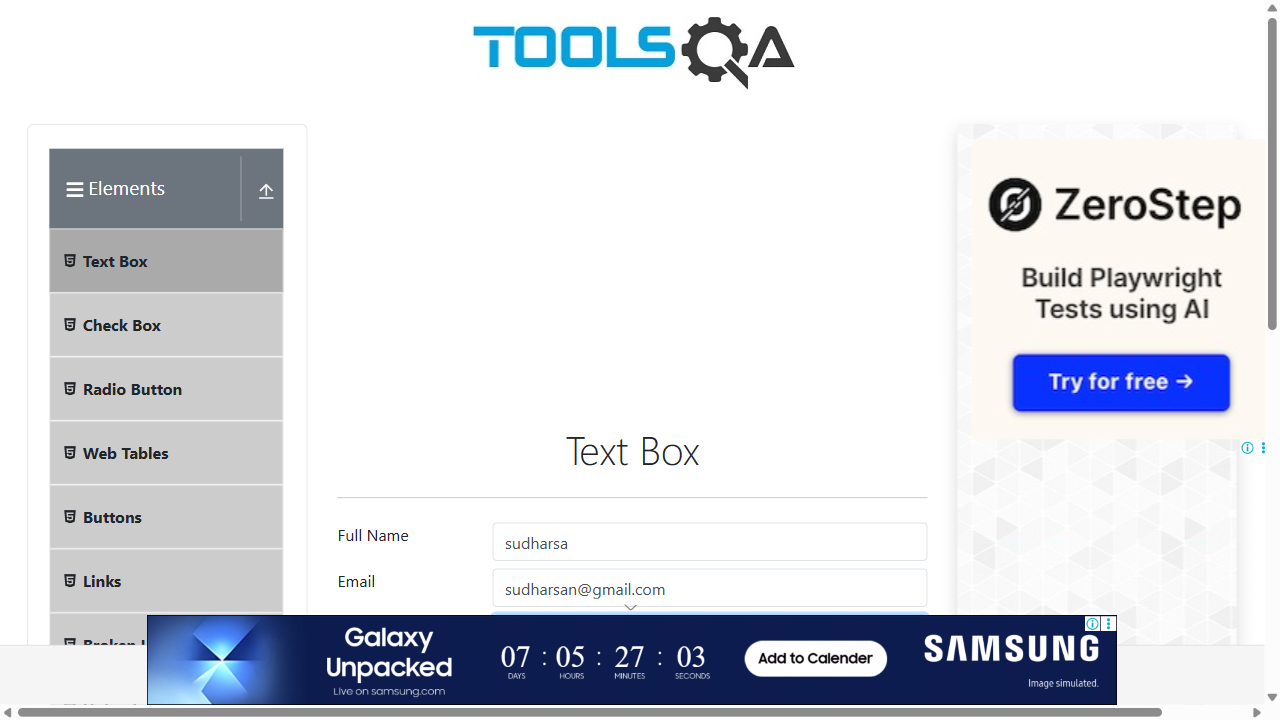 TOOLSQA
Elements
Text Box
Check Box
Radio Button
Web Tables
Buttons
Links
Text Box
Full Name
sudharsa
Email
sudharsan@gmail.com
ZeroStep
Build Playwright
Tests using AI
Try for free →
Galaxy
Unpacked
Live on samsung.com
07 : 05 : 27 : 03
DAYS HOURS MINUTES SECONDS
Add to Calender
SAMSUNG
Image simulated.